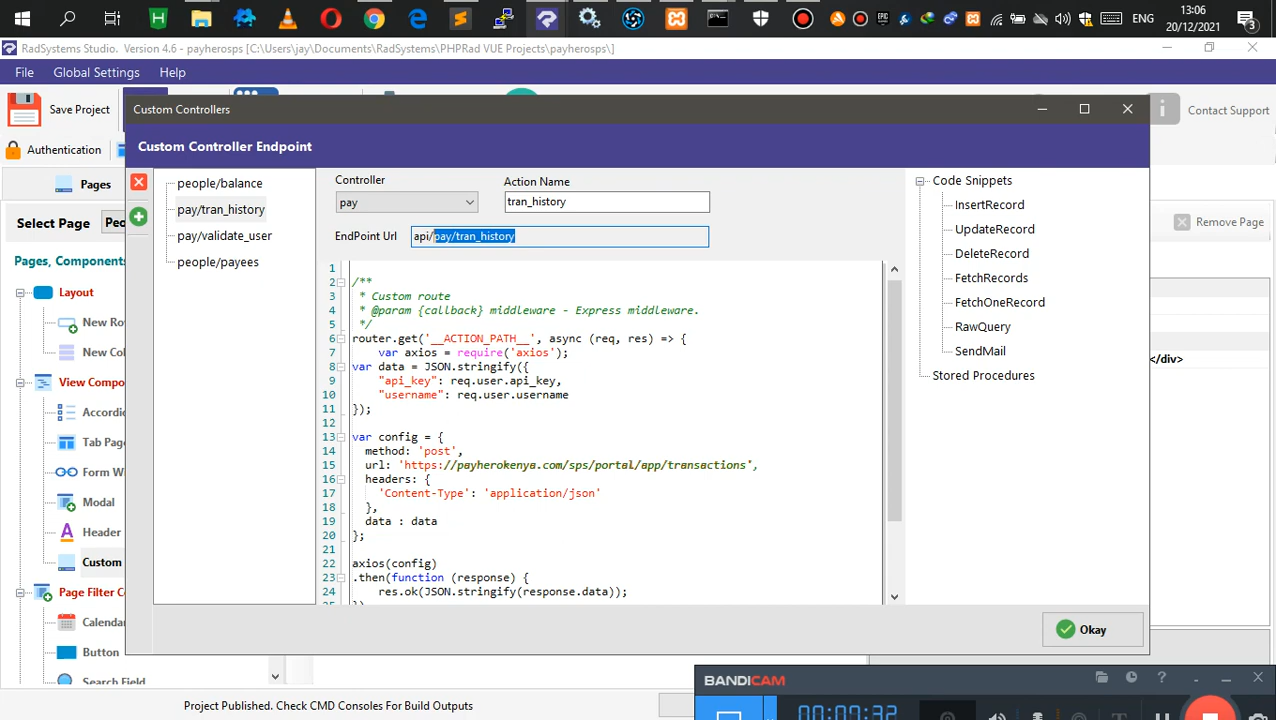 ENG
13:06
20/12/2021
3
RadSystems Studio. Version 4.6 - payherosps [C:\Users\jay\Documents\RadSystems\PHPRad VUE Projects\payherosps\]
File Global Settings Help
Save Project
Custom Controllers
Contact Support
Authentication
Custom Controller Endpoint
Pages
Select Page
Remove Page
Pages, Components
Layout
New Ro
New Col
View Compo
Accordic
Tab Pag
Form W
Modal
Header
Custom
Page Filter C
Calendar
Button
Search Field
people/balance
pay/tran_history
pay/validate_user
people/payees
Controller
Action Name
pay
tran_history
EndPoint Url
api/pay/tran_history
1
2 /**
3 * Custom route
4 * @param {callback} middleware - Express middleware.
5 */
6 router.get('__ACTION_PATH__', async (req, res) => {
7 var axios = require('axios');
8 var data = JSON.stringify({
9 "api_key": req.user.api_key,
10 "username": req.user.username
11 });
12
13 var config = {
14 method: 'post',
15 url: 'https://payherokenya.com/sps/portal/app/transactions',
16 headers: {
17 'Content-Type': 'application/json'
18 },
19 data : data
20 };
21
22 axios(config)
23 .then(function (response) {
24 res.ok(JSON.stringify(response.data));
Code Snippets
InsertRecord
UpdateRecord
DeleteRecord
FetchRecords
FetchOneRecord
RawQuery
SendMail
Stored Procedures
</div>
Okay
Project Published. Check CMD Consoles For Build Outputs
BANDICAM
00:07:32